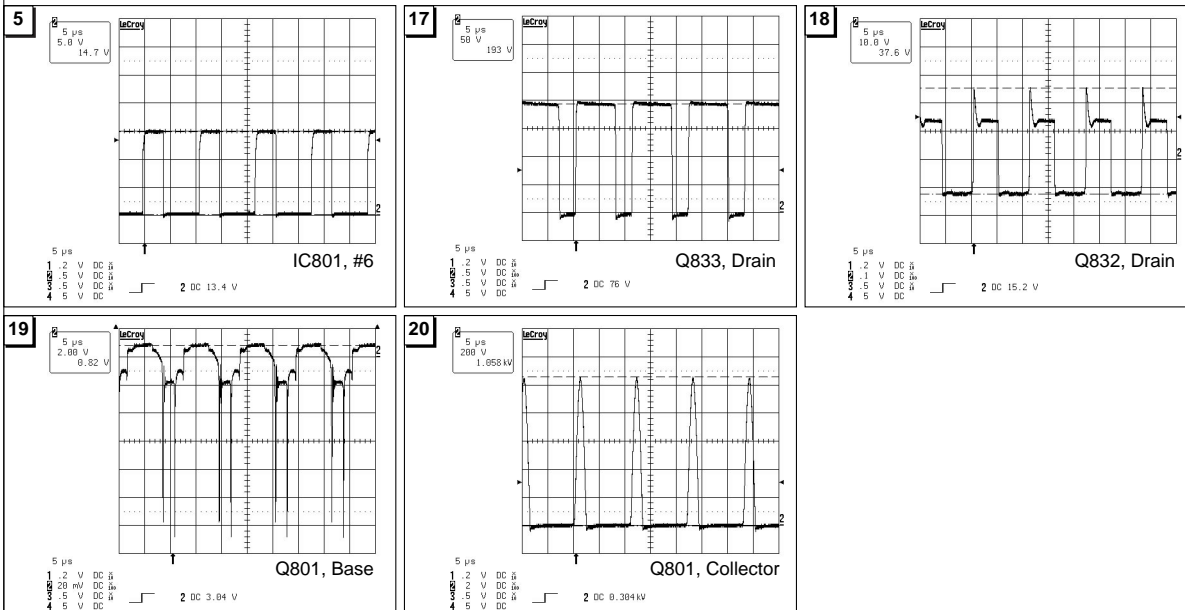 5
2
5 µs
5.0 V
14.7 V
LeCroy
2
5 µs
1 .2 V DC
2 .5 V DC
3 .5 V DC
4 5 V DC
2 DC 13.4 V
IC801, #6
17
2
5 µs
50 V
193 V
LeCroy
2
5 µs
1 .2 V DC
2 .5 V DC
3 .5 V DC
4 5 V DC
2 DC 76 V
Q833, Drain
18
2
5 µs
10.0 V
37.6 V
LeCroy
2
5 µs
1 .2 V DC
2 .1 V DC
3 .5 V DC
4 5 V DC
2 DC 15.2 V
Q832, Drain
19
2
5 µs
2.00 V
0.82 V
LeCroy
2
5 µs
1 .2 V DC
2 20 mV DC
3 .5 V DC
4 5 V DC
2 DC 3.04 V
Q801, Base
20
2
5 µs
200 V
1.058 kV
LeCroy
2
5 µs
1 .2 V DC
2 2 V DC
3 .5 V DC
4 5 V DC
2 DC 0.304 kV
Q801, Collector